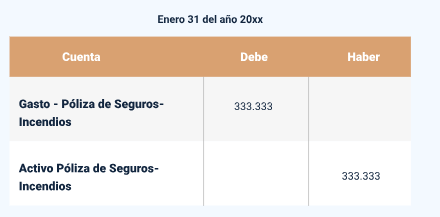 Enero 31 del año 20xx
Cuenta Debe Haber
Gasto - Póliza de Seguros-
Incendios
333.333
Activo Póliza de Seguros-
Incendios
333.333